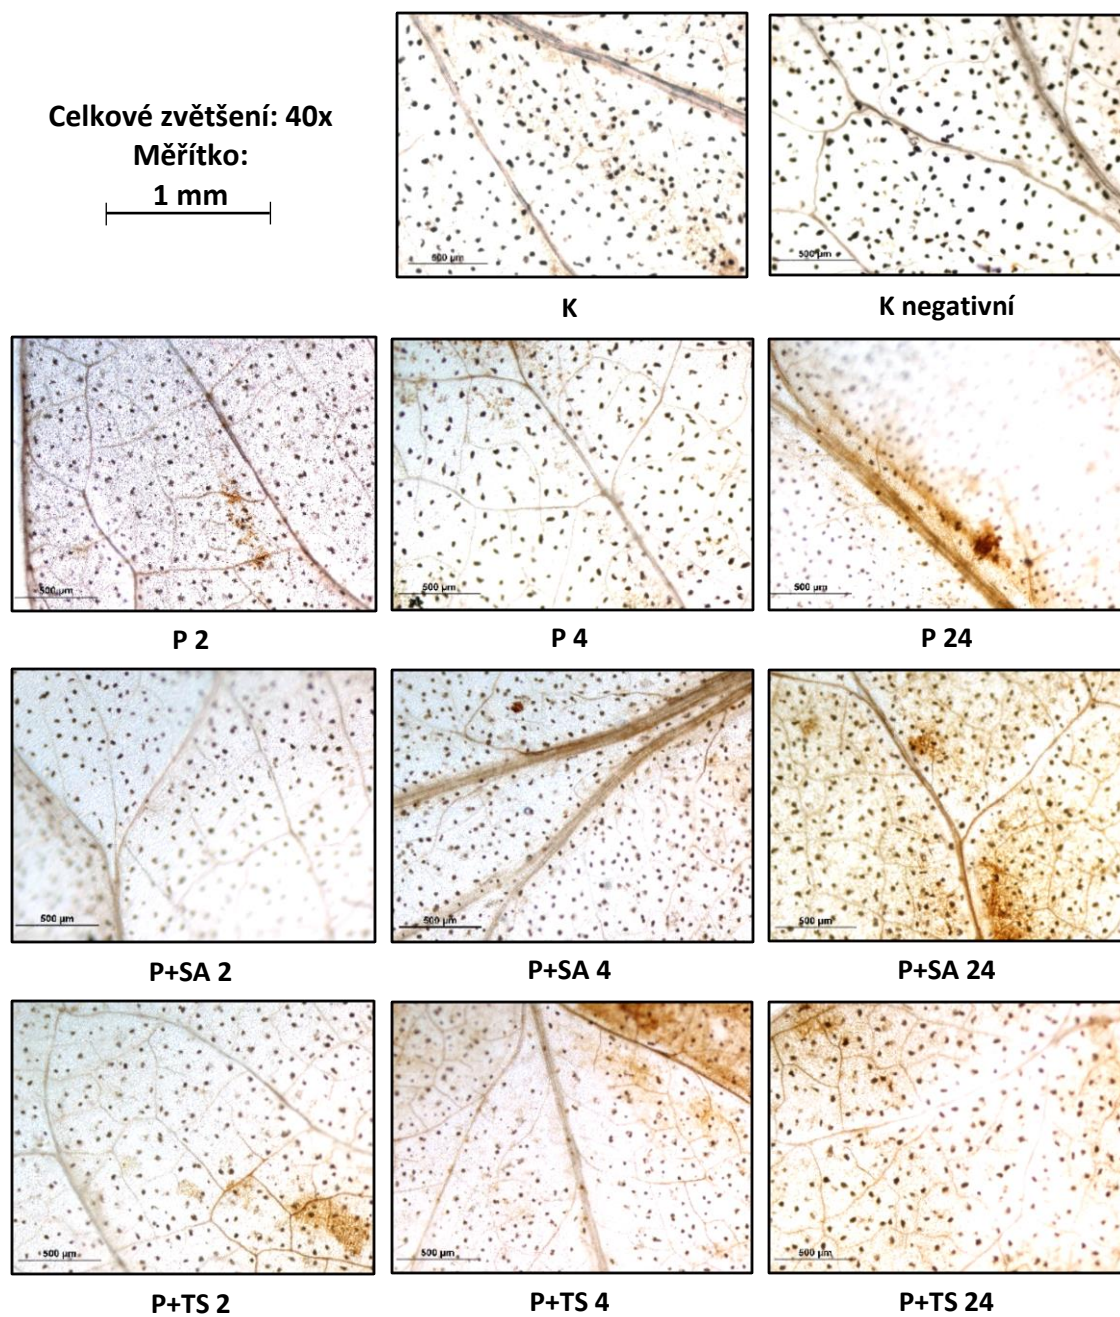 Celkové zvětšení: 40x
Měřítko:
1 mm
500 µm
500 µm
K
K negativní
500 µm
500 µm
500 µm
P 2
P 4
P 24
500 µm
500 µm
500 µm
P+SA 2
P+SA 4
P+SA 24
500 µm
500 µm
500 µm
P+TS 2
P+TS 4
P+TS 24